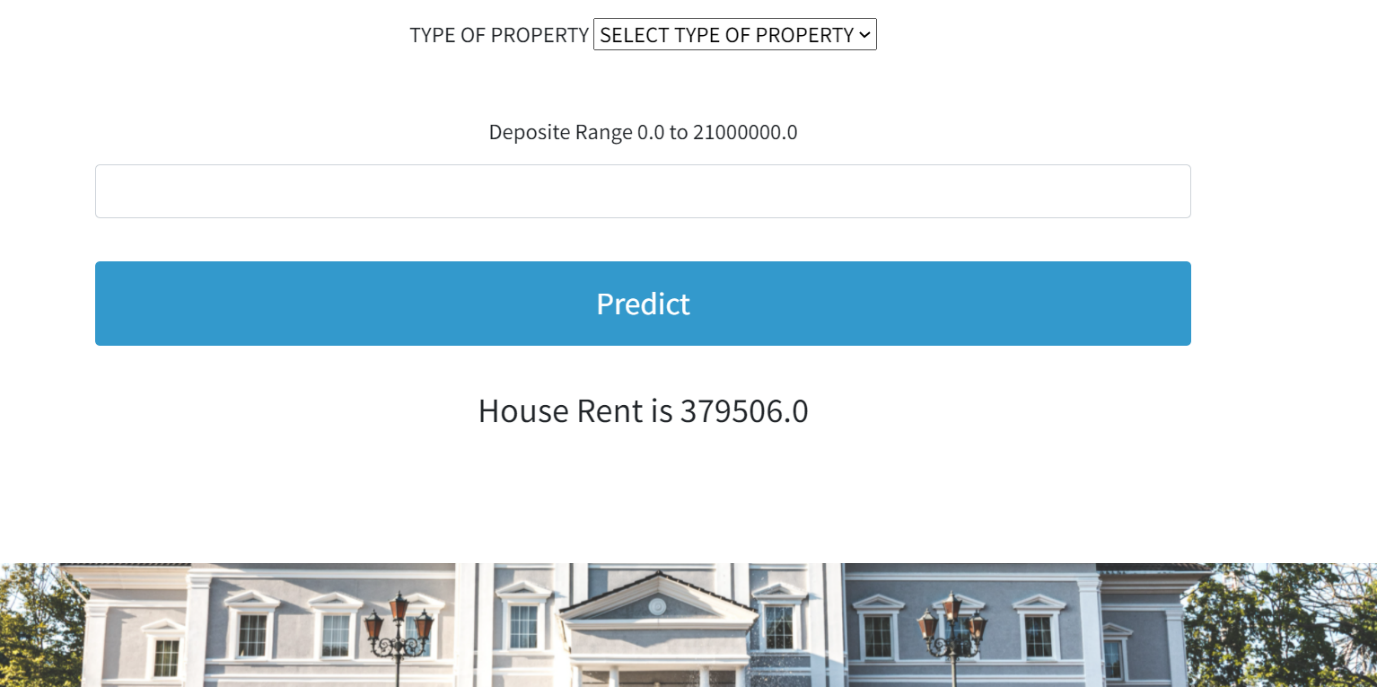 TYPE OF PROPERTY SELECT TYPE OF PROPERTY
Deposite Range 0.0 to 21000000.0
Predict
House Rent is 379506.0